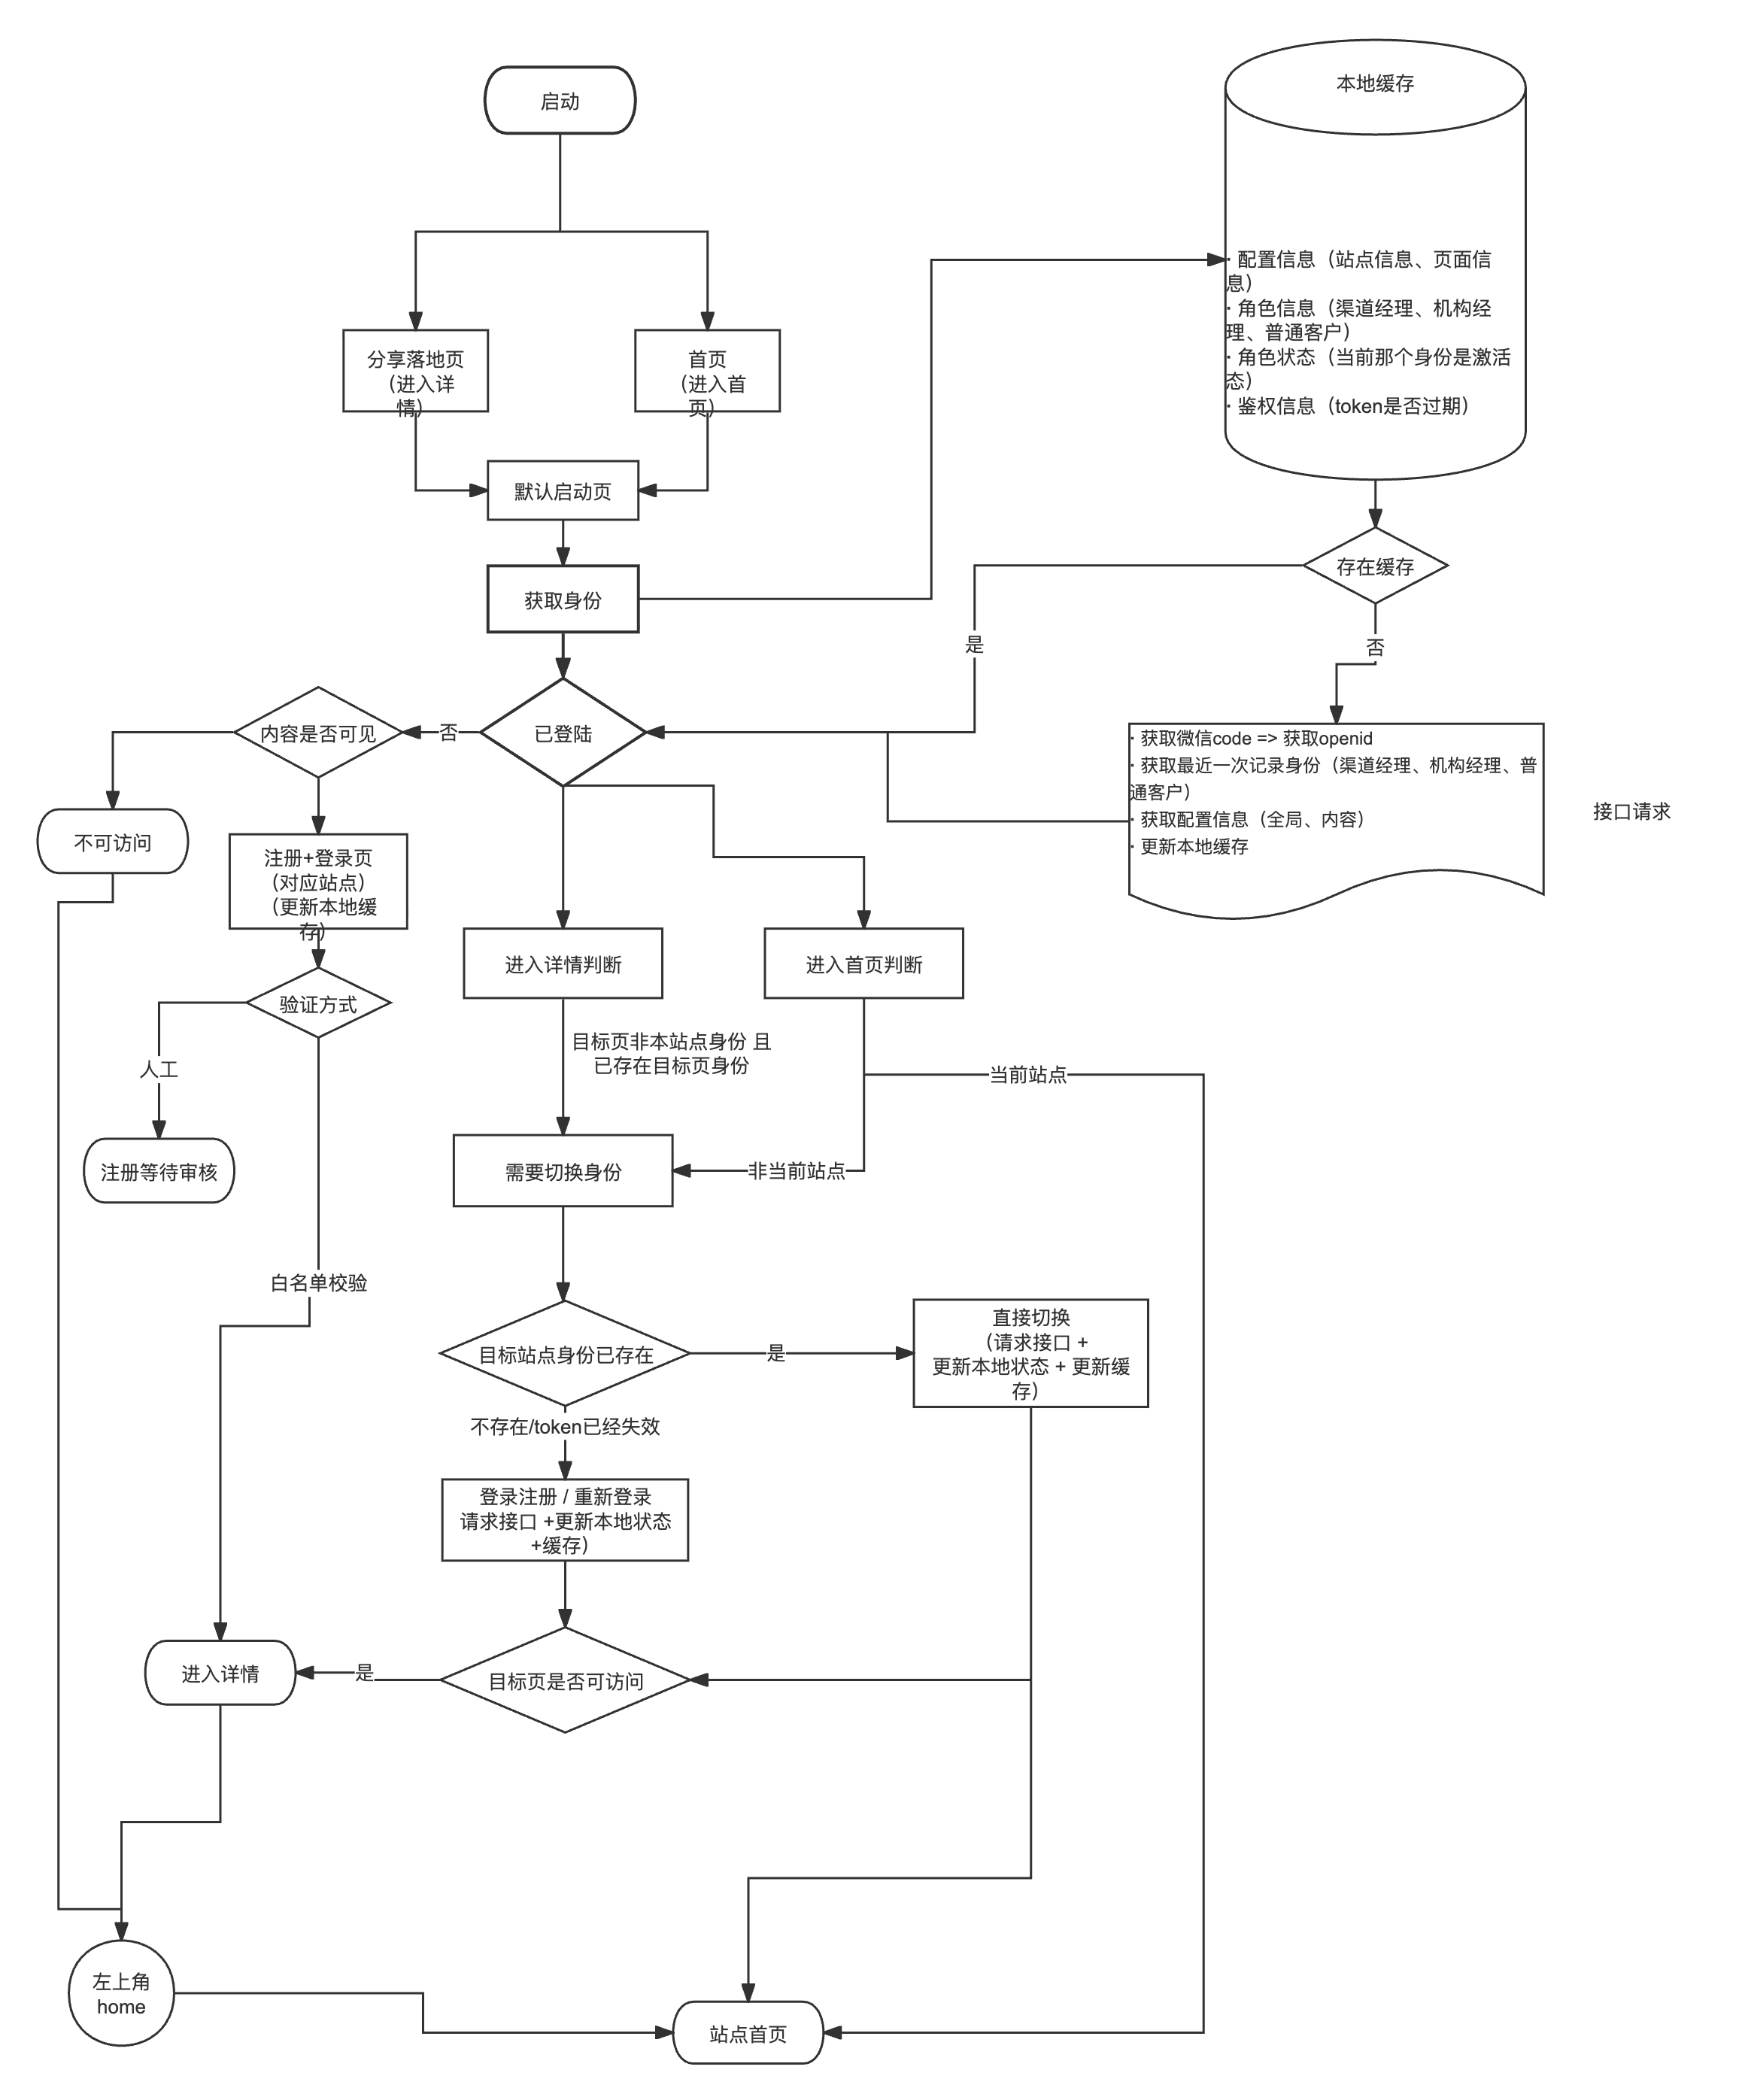 启动
本地缓存
· 配置信息（站点信息、页面信
息）
· 角色信息（渠道经理、机构经
理、普通客户）
· 角色状态（当前那个身份是激活
态）
· 鉴权信息（token是否过期）
分享落地页
（进入详
情）
首页
（进入首
页）
默认启动页
获取身份
存在缓存
是
否
内容是否可见
否
已登陆
· 获取微信code => 获取openid
· 获取最近一次记录身份（渠道经理、机构经理、普
通客户）
· 获取配置信息（全局、内容）
· 更新本地缓存
接口请求
不可访问
注册+登录页
（对应站点）
（更新本地缓
存）
进入详情判断
进入首页判断
验证方式
人工
目标页非本站点身份 且
已存在目标页身份
当前站点
注册等待审核
需要切换身份
非当前站点
白名单校验
目标站点身份已存在
是
直接切换
（请求接口 +
更新本地状态 + 更新缓
存）
不存在/token已经失效
登录注册 / 重新登录
请求接口 +更新本地状态
+缓存）
进入详情
是
目标页是否可访问
左上角
home
站点首页